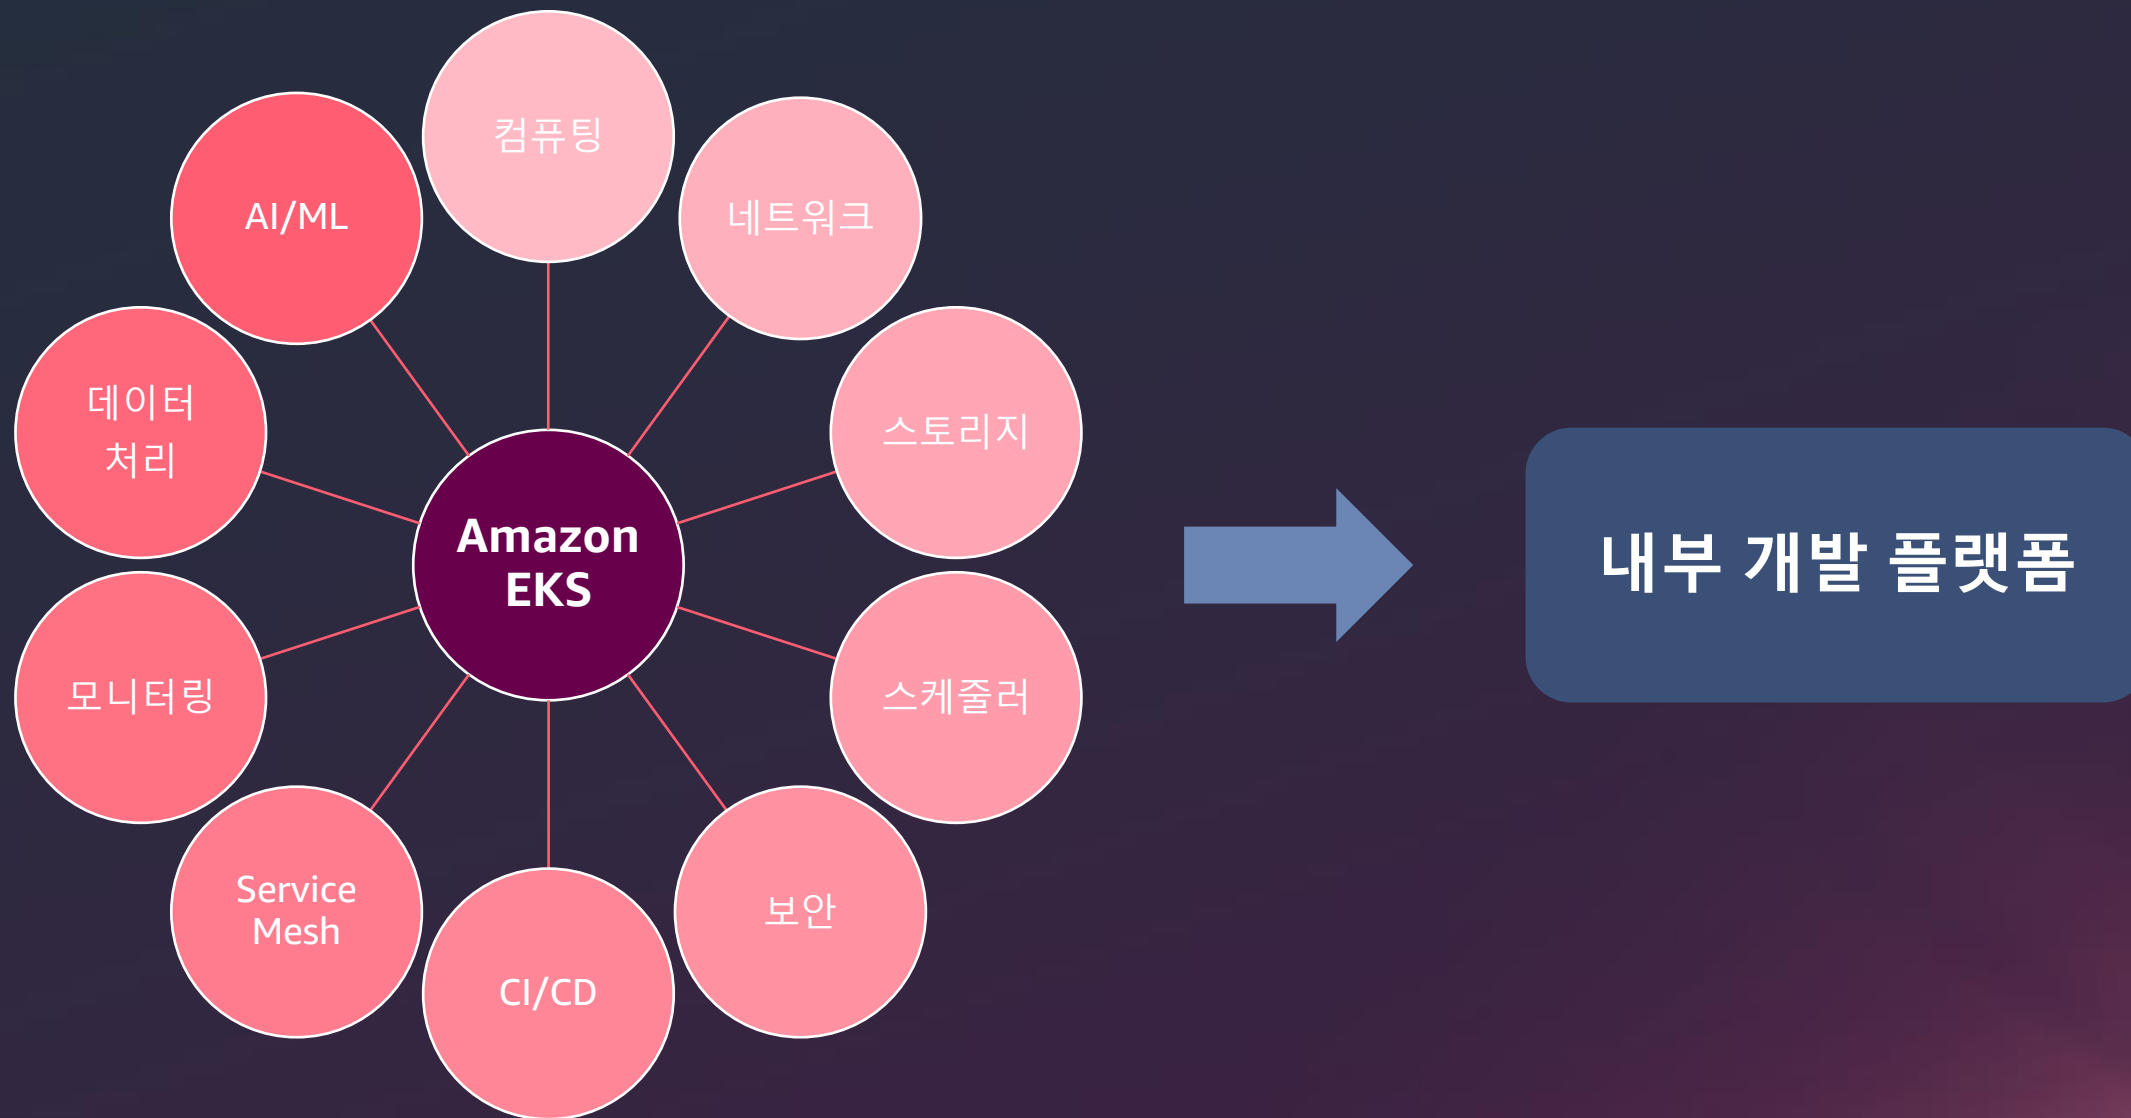 컴퓨팅
네트워크
스토리지
스케줄러
보안
CI/CD
Service
Mesh
모니터링
데이터
처리
AI/ML
Amazon
EKS
내부 개발 플랫폼